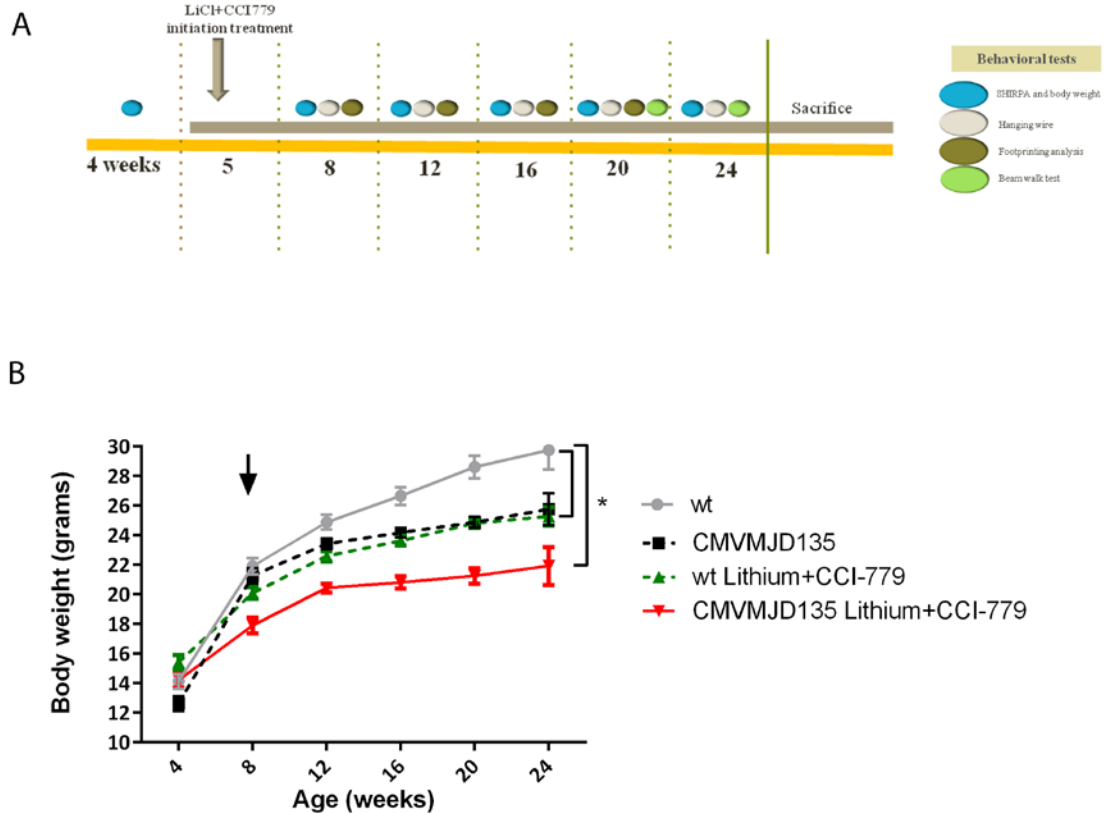 A
LiCl+CCI779
initiation treatment
4 weeks
5
8
12
16
20
24
Sacrifice
Behavioral tests
SHIRPA and body weight
Hanging wire
Footprinting analysis
Beam walk test
B
Body weight (grams)
30
28
26
24
22
20
18
16
14
12
10
4
8
12
16
20
24
Age (weeks)
*
wt
CMVMJD135
wt Lithium+CCI-779
CMVMJD135 Lithium+CCI-779